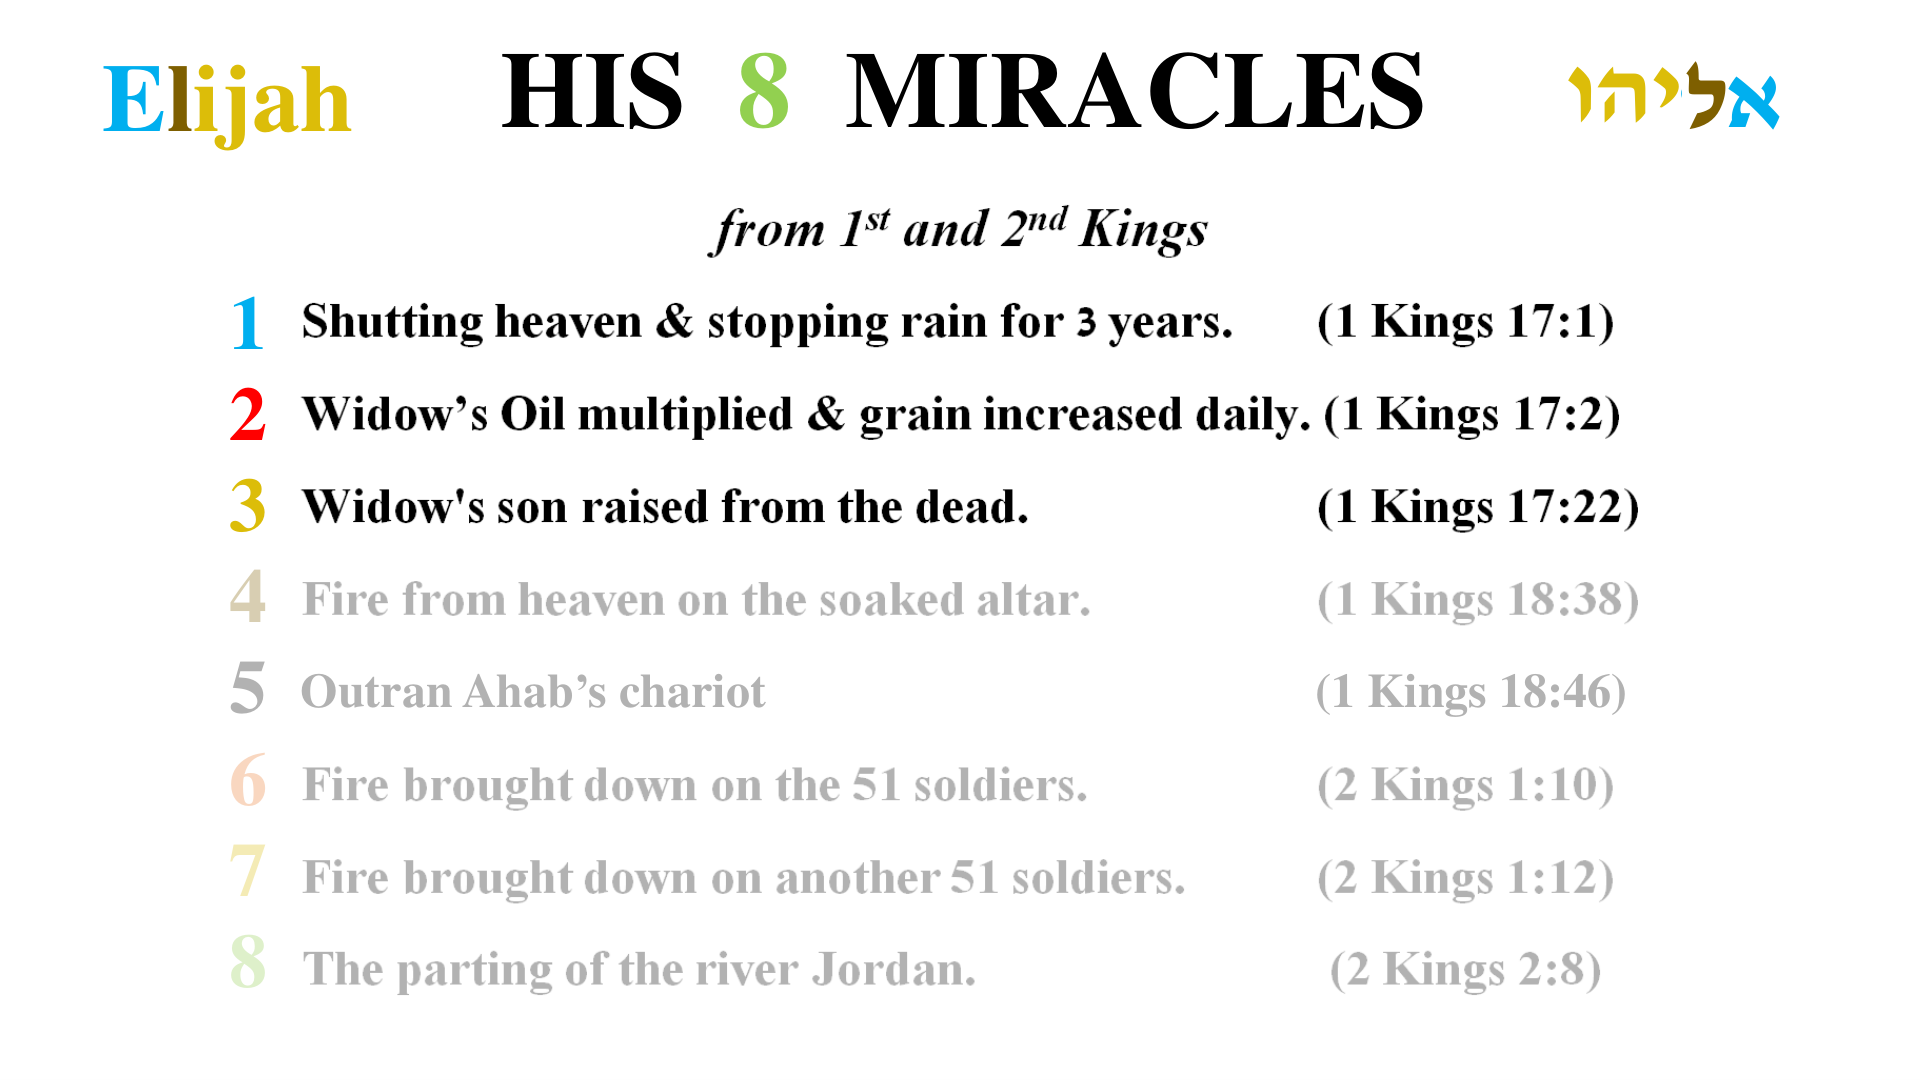 Elijah HIS 8 MIRACLES אליהו
from 1st and 2nd Kings
1 Shutting heaven & stopping rain for 3 years. (1 Kings 17:1)
2 Widow’s Oil multiplied & grain increased daily. (1 Kings 17:2)
3 Widow's son raised from the dead. (1 Kings 17:22)
4 Fire from heaven on the soaked altar. (1 Kings 18:38)
5 Outran Ahab’s chariot (1 Kings 18:46)
6 Fire brought down on the 51 soldiers. (2 Kings 1:10)
7 Fire brought down on another 51 soldiers. (2 Kings 1:12)
8 The parting of the river Jordan. (2 Kings 2:8)